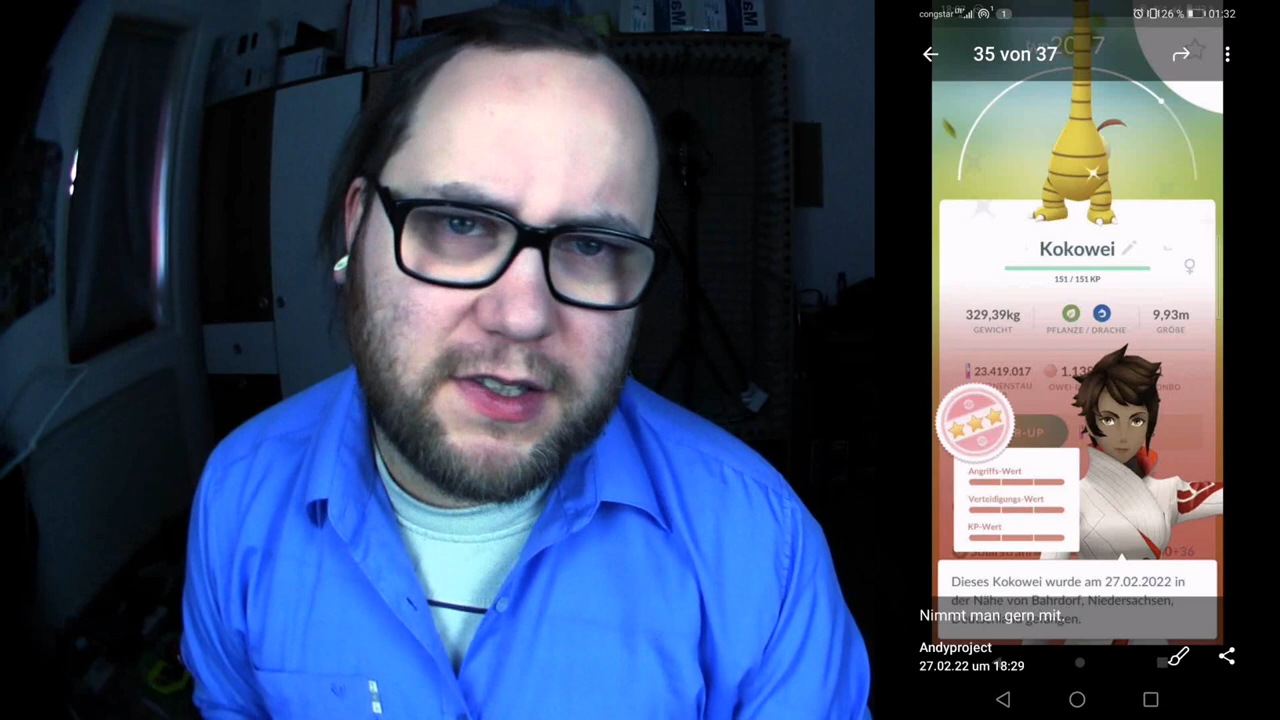 congstar 1 26 % 01:32
35 von 37
Kokowei
151 / 151 KP
329,39kg
GEWICHT
PFLANZE / DRACHE
9,93m
GRÖßE
23.419.017
R-UP
Angriffs-Wert
Verteidigungs-Wert
KP-Wert
Dieses Kokowei wurde am 27.02.2022 in
der Nähe von Bahrdorf, Niedersachsen,
Nimmt man gern mit.
Andyproject
27.02.22 um 18:29